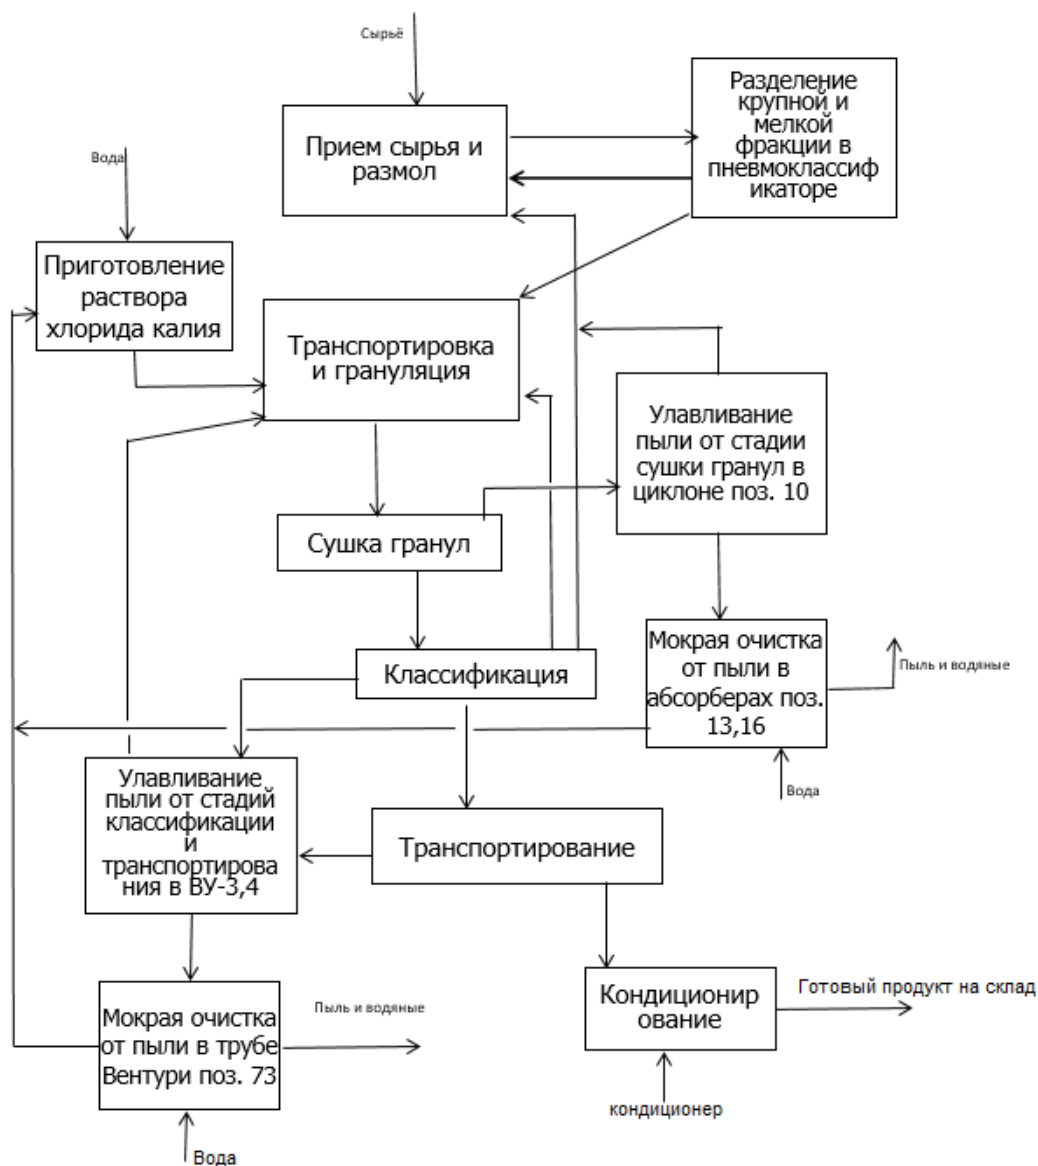 Сырьё
Прием сырья и
размол
Разделение
крупной и
мелкой
фракции в
пневмоклассиф
икаторе
Вода
Приготовление
раствора
хлорида калия
Транспортировка
и грануляция
Улавливание
пыли от стадии
сушки гранул в
циклоне поз. 10
Сушка гранул
Классификация
Мокрая очистка
от пыли в
абсорберах поз.
13,16
Пыль и водяные
Вода
Улавливание
пыли от стадий
классификации
и
транспортирова
ния в ВУ-3,4
Транспортирование
Мокрая очистка
от пыли в трубе
Вентури поз. 73
Пыль и водяные
Вода
Кондиционир
ование
Готовый продукт на склад
кондиционер